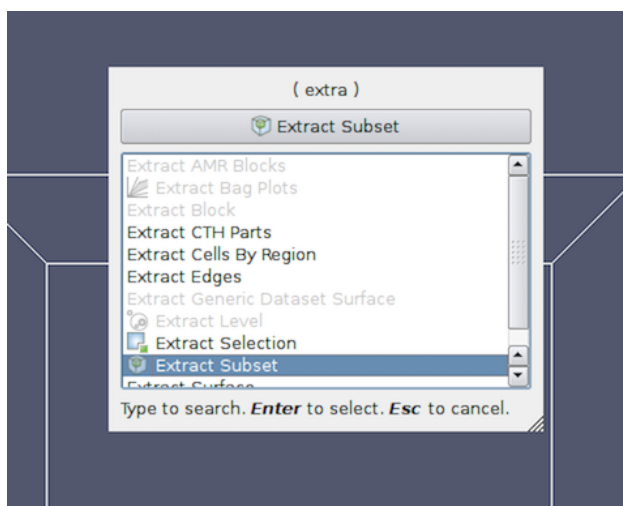 ( extra )
Extract Subset
Extract AMR Blocks
Extract Bag Plots
Extract Block
Extract CTH Parts
Extract Cells By Region
Extract Edges
Extract Generic Dataset Surface
Extract Level
Extract Selection
Extract Subset
Extract Surface
Type to search. Enter to select. Esc to cancel.